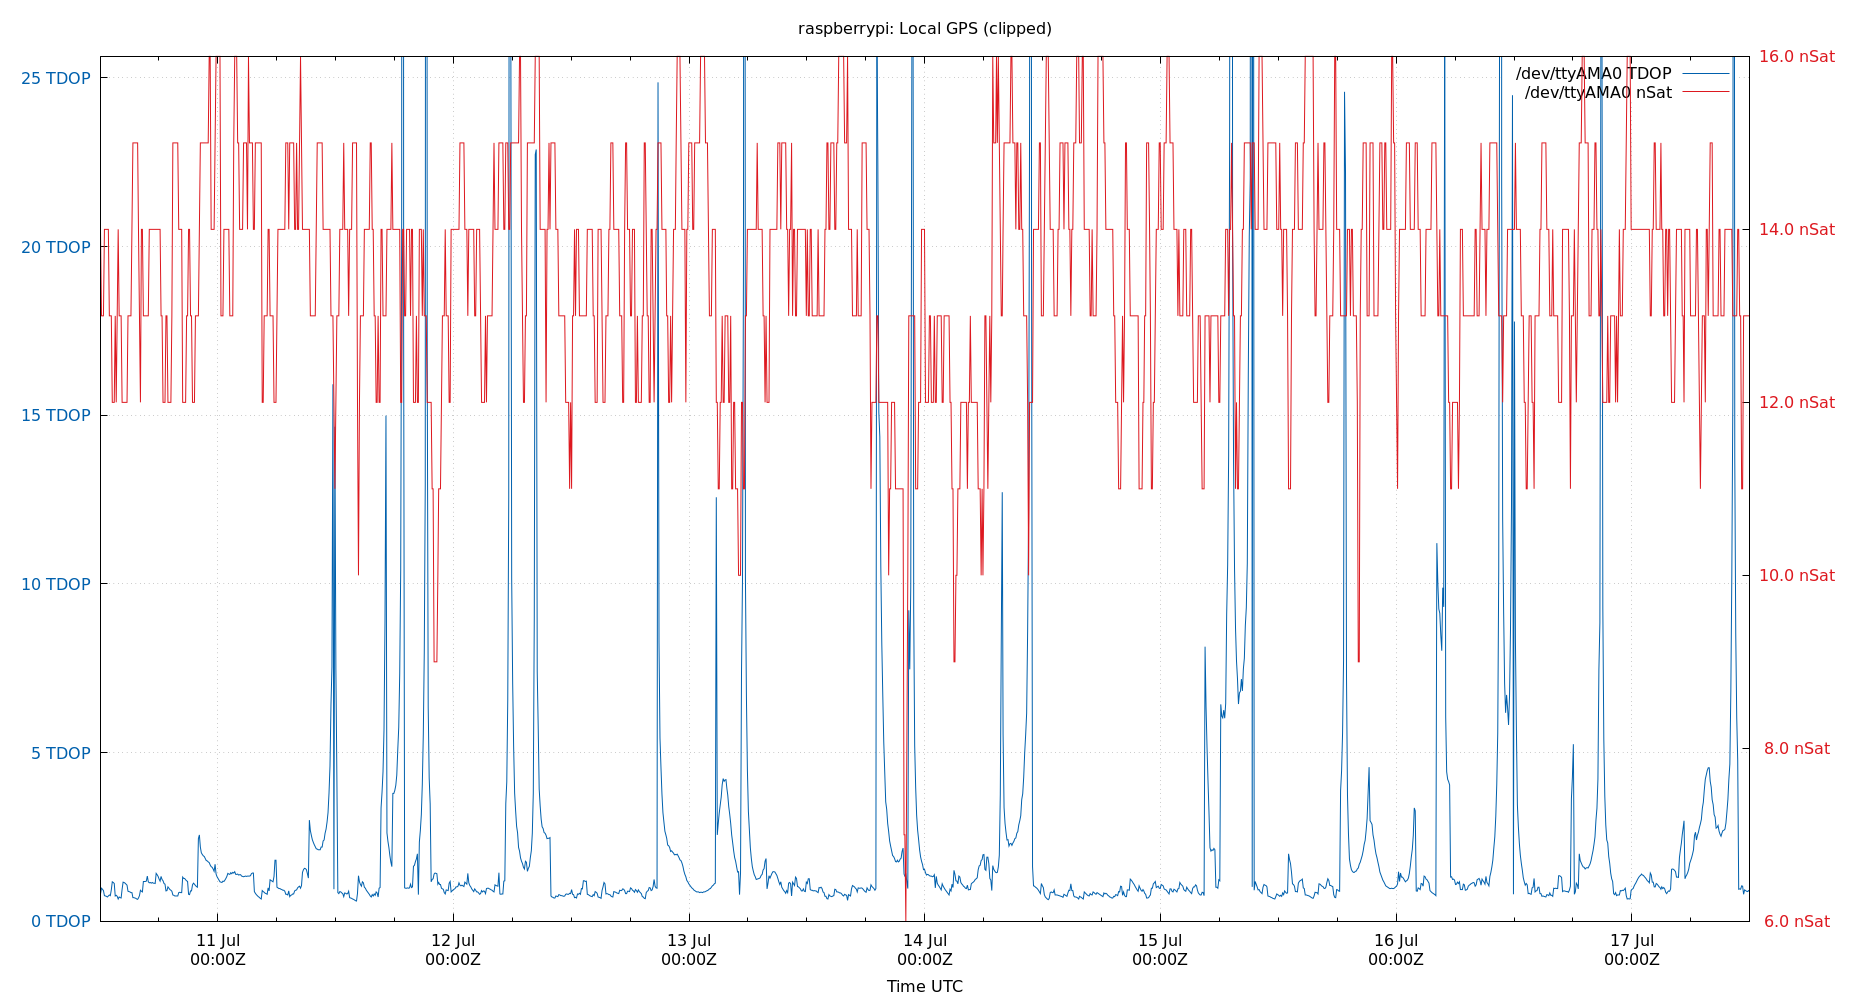 raspberrypi: Local GPS (clipped)
25 TDOP
20 TDOP
15 TDOP
10 TDOP
5 TDOP
0 TDOP
16.0 nSat
14.0 nSat
12.0 nSat
10.0 nSat
8.0 nSat
6.0 nSat
/dev/ttyAMA0 TDOP
/dev/ttyAMA0 nSat
11 Jul
00:00Z
12 Jul
00:00Z
13 Jul
00:00Z
14 Jul
00:00Z
15 Jul
00:00Z
16 Jul
00:00Z
17 Jul
00:00Z
Time UTC